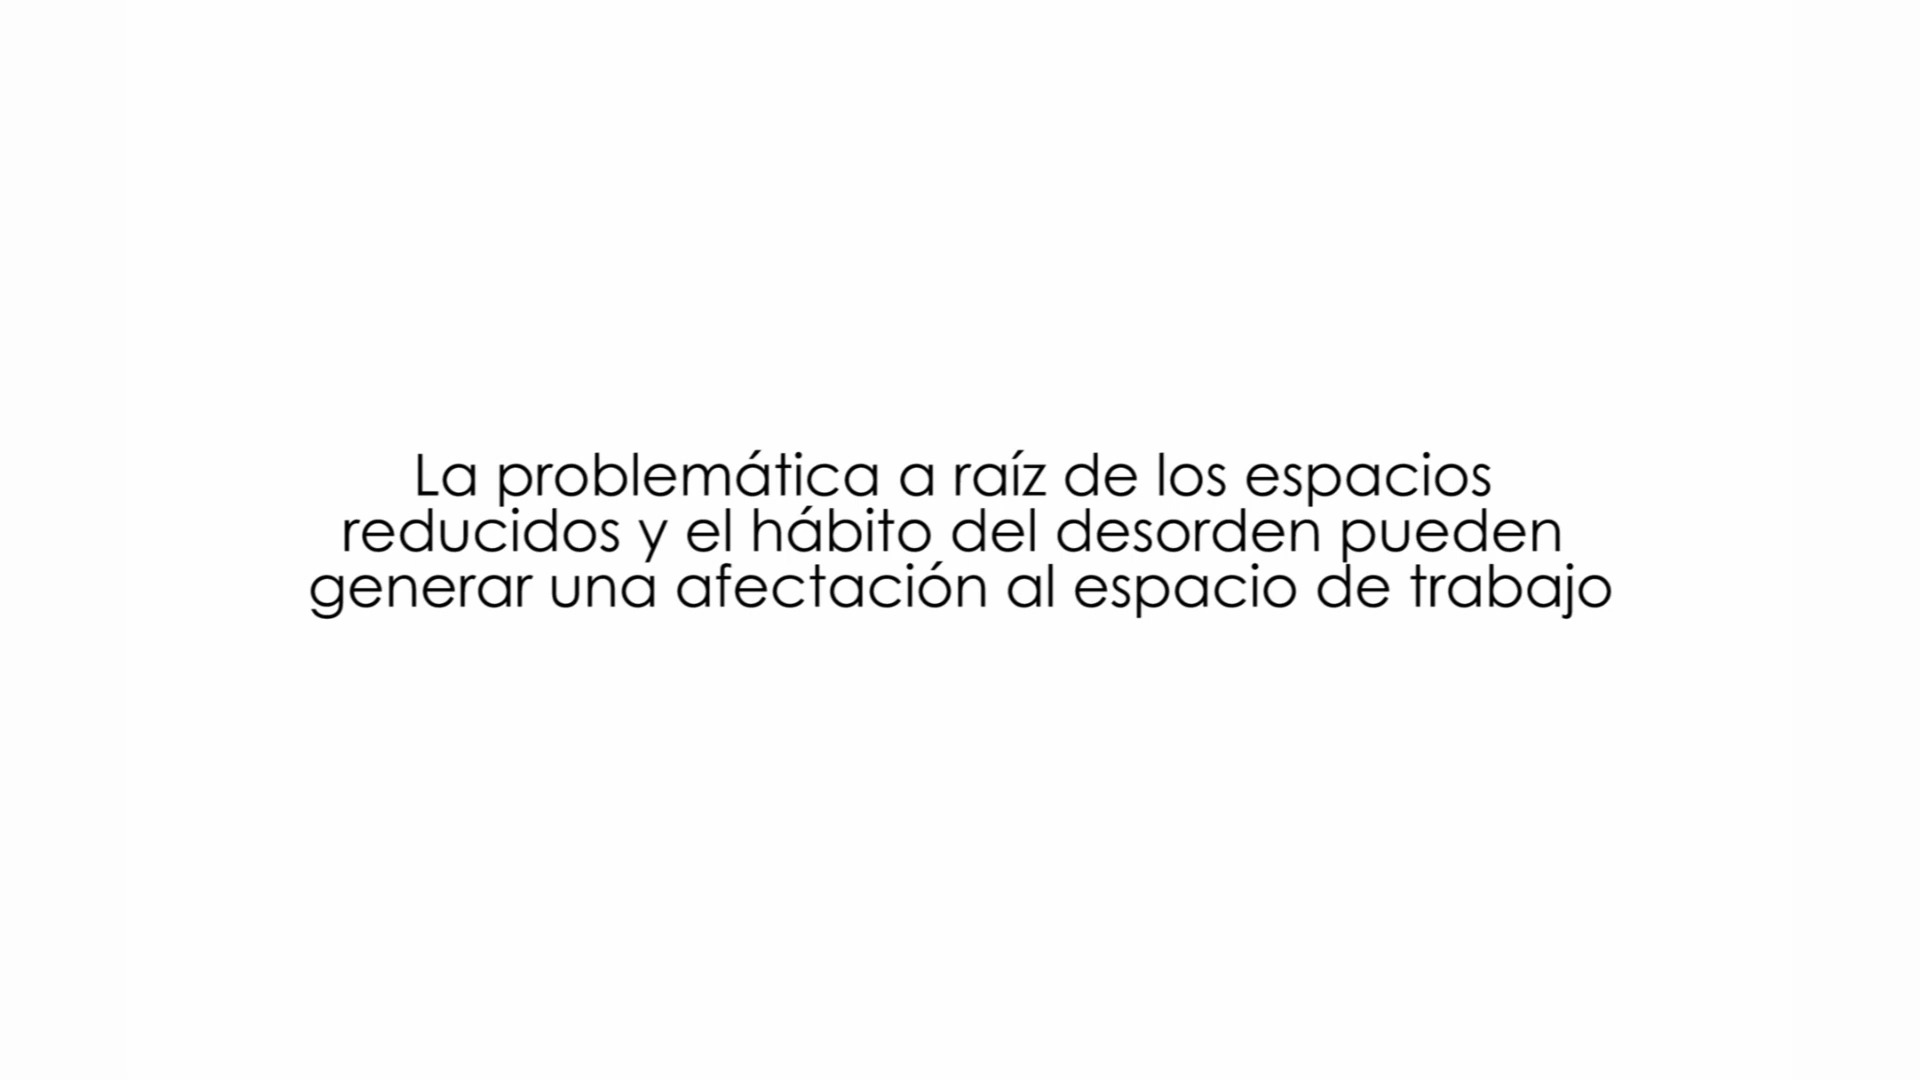 La problemática a raíz de los espacios
reducidos y el hábito del desorden pueden
generar una afectación al espacio de trabajo